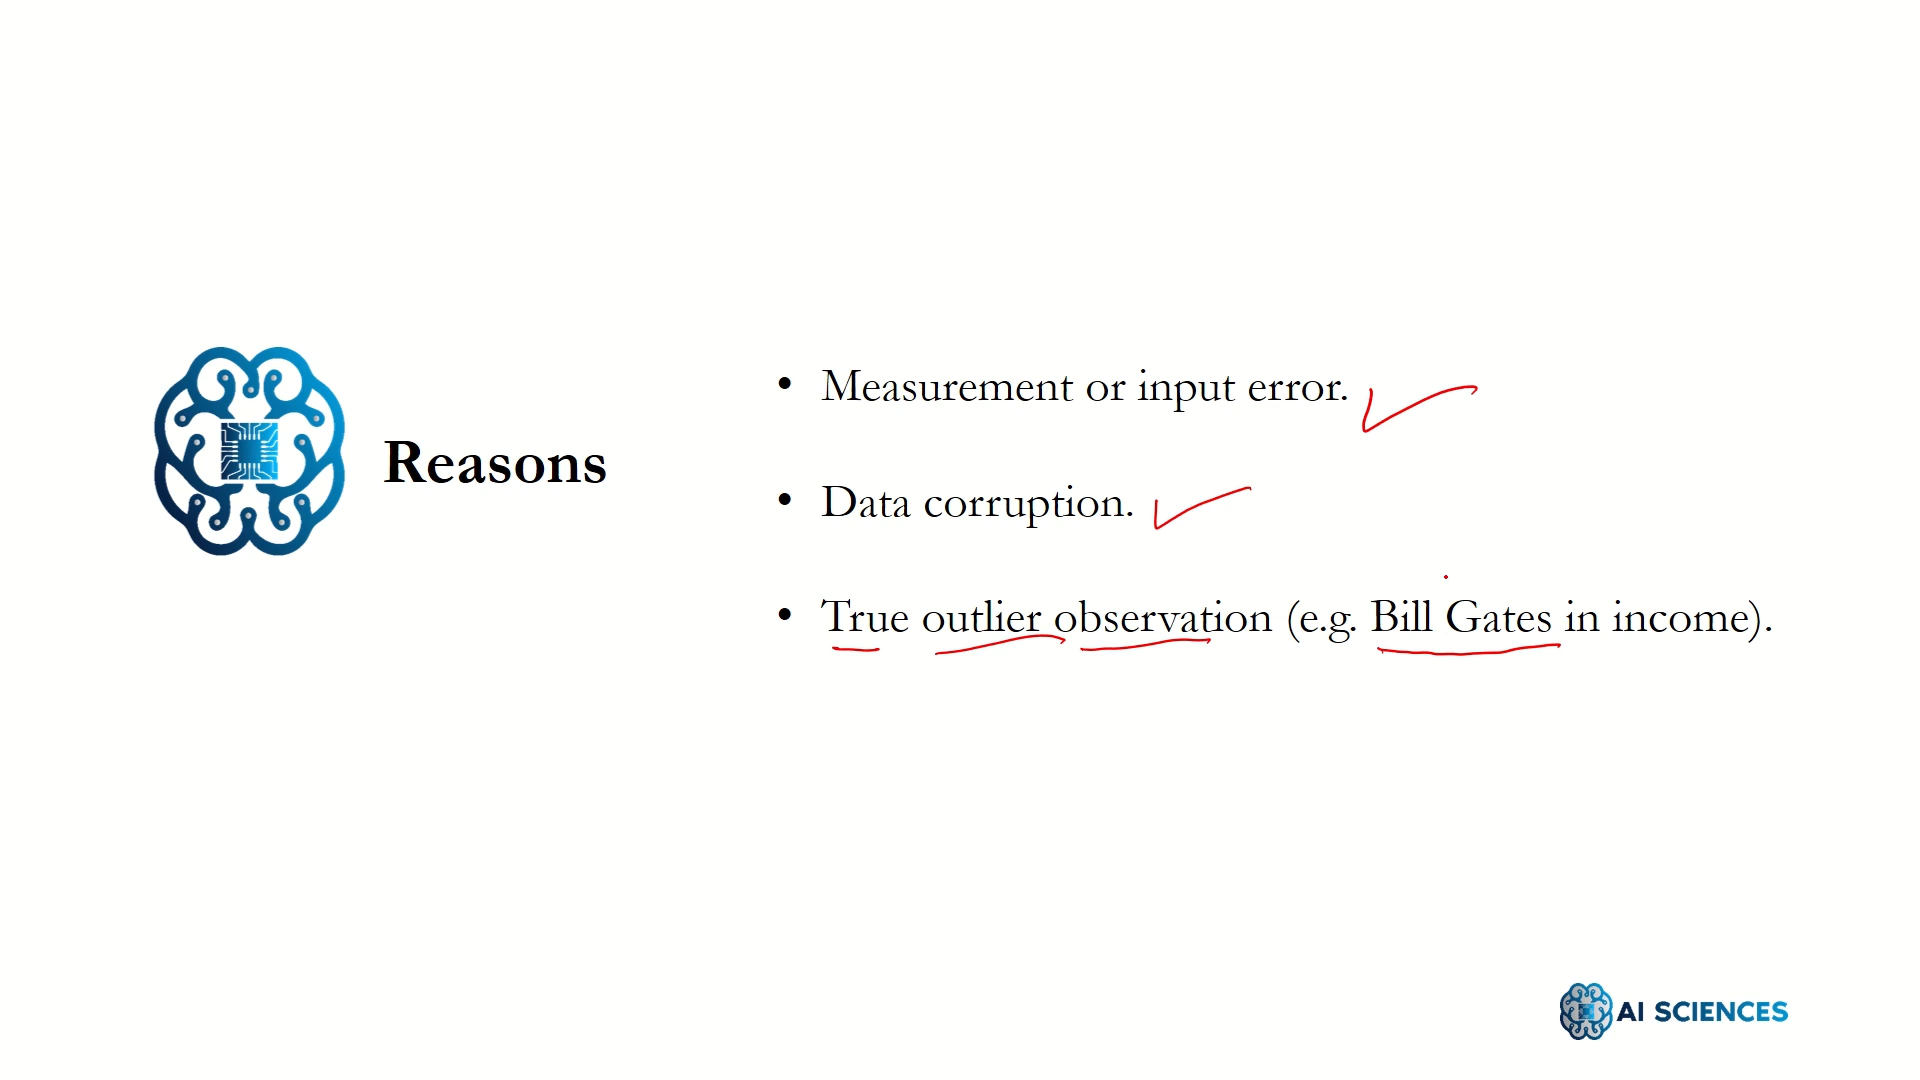 Reasons
• Measurement or input error.
• Data corruption.
• True outlier observation (e.g. Bill Gates in income).
AI SCIENCES